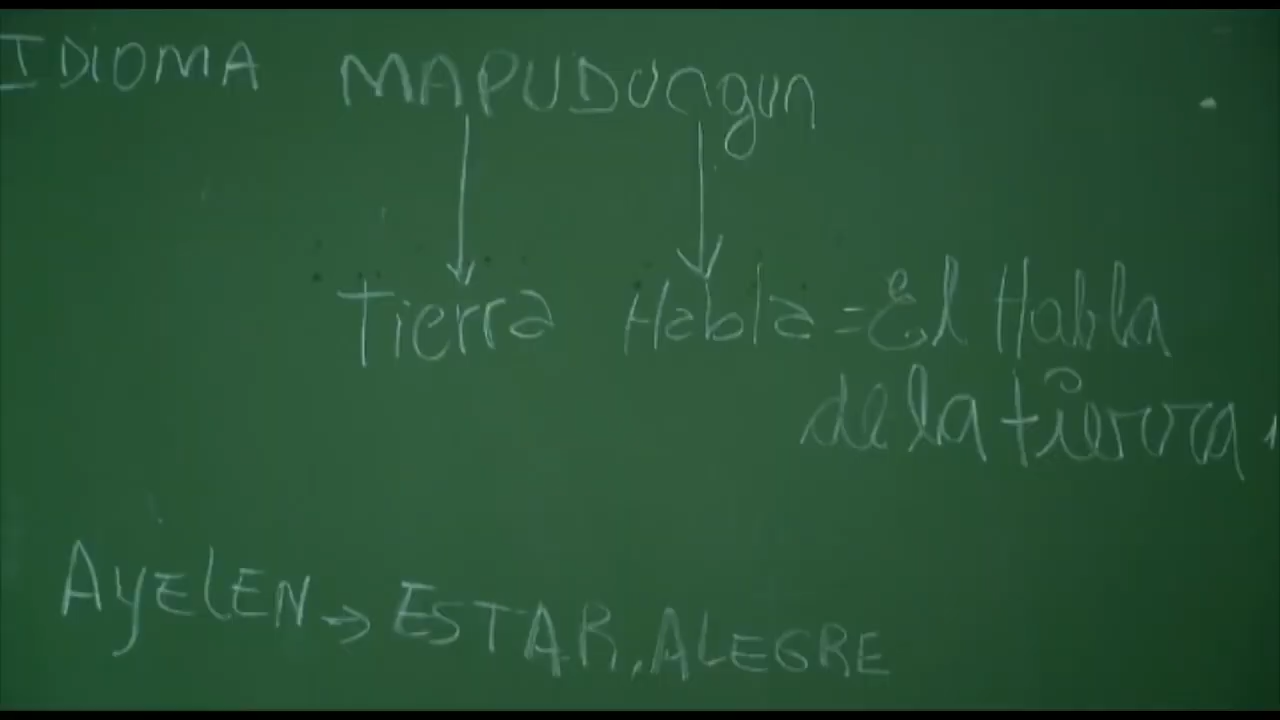 IDIOMA MAPUDUngun
Tierra Habla = El Habla
de la tierra.
AyELEN → ESTAR, ALEGRE